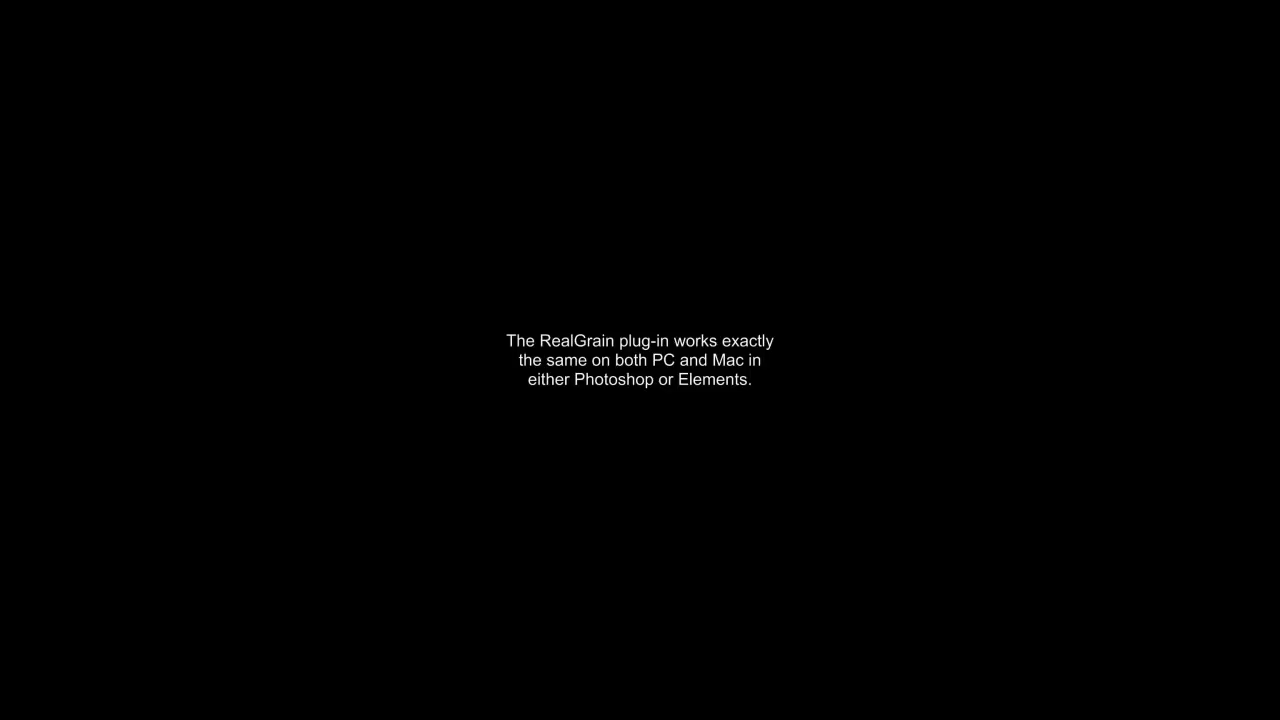 The RealGrain plug-in works exactly
the same on both PC and Mac in
either Photoshop or Elements.